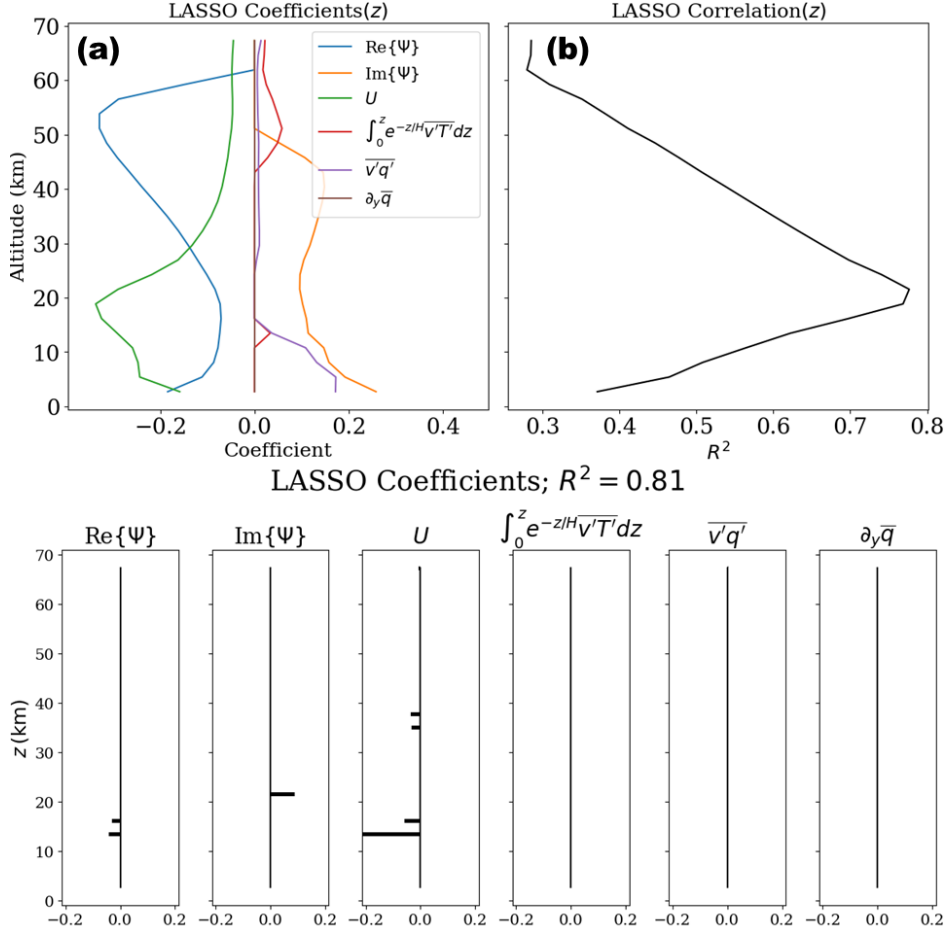 LASSO Coefficients(z)
LASSO Correlation(z)
(a)
(b)
Re{Ψ}
Im{Ψ}
U
∫₀ᶻ e^{-z/H} \overline{v'T'} dz
\overline{v'q'}
∂_y \overline{q}
Altitude (km)
70
60
50
40
30
20
10
0
−0.2 0.0 0.2 0.4
Coefficient
0.3 0.4 0.5 0.6 0.7 0.8
R²
LASSO Coefficients; R² = 0.81
Re{Ψ} Im{Ψ} U ∫₀ᶻ e^{-z/H} \overline{v'T'} dz \overline{v'q'} ∂_y \overline{q}
z (km)
70
60
50
40
30
20
10
0
−0.2 0.0 0.2 −0.2 0.0 0.2 −0.2 0.0 0.2 −0.2 0.0 0.2 −0.2 0.0 0.2 −0.2 0.0 0.2